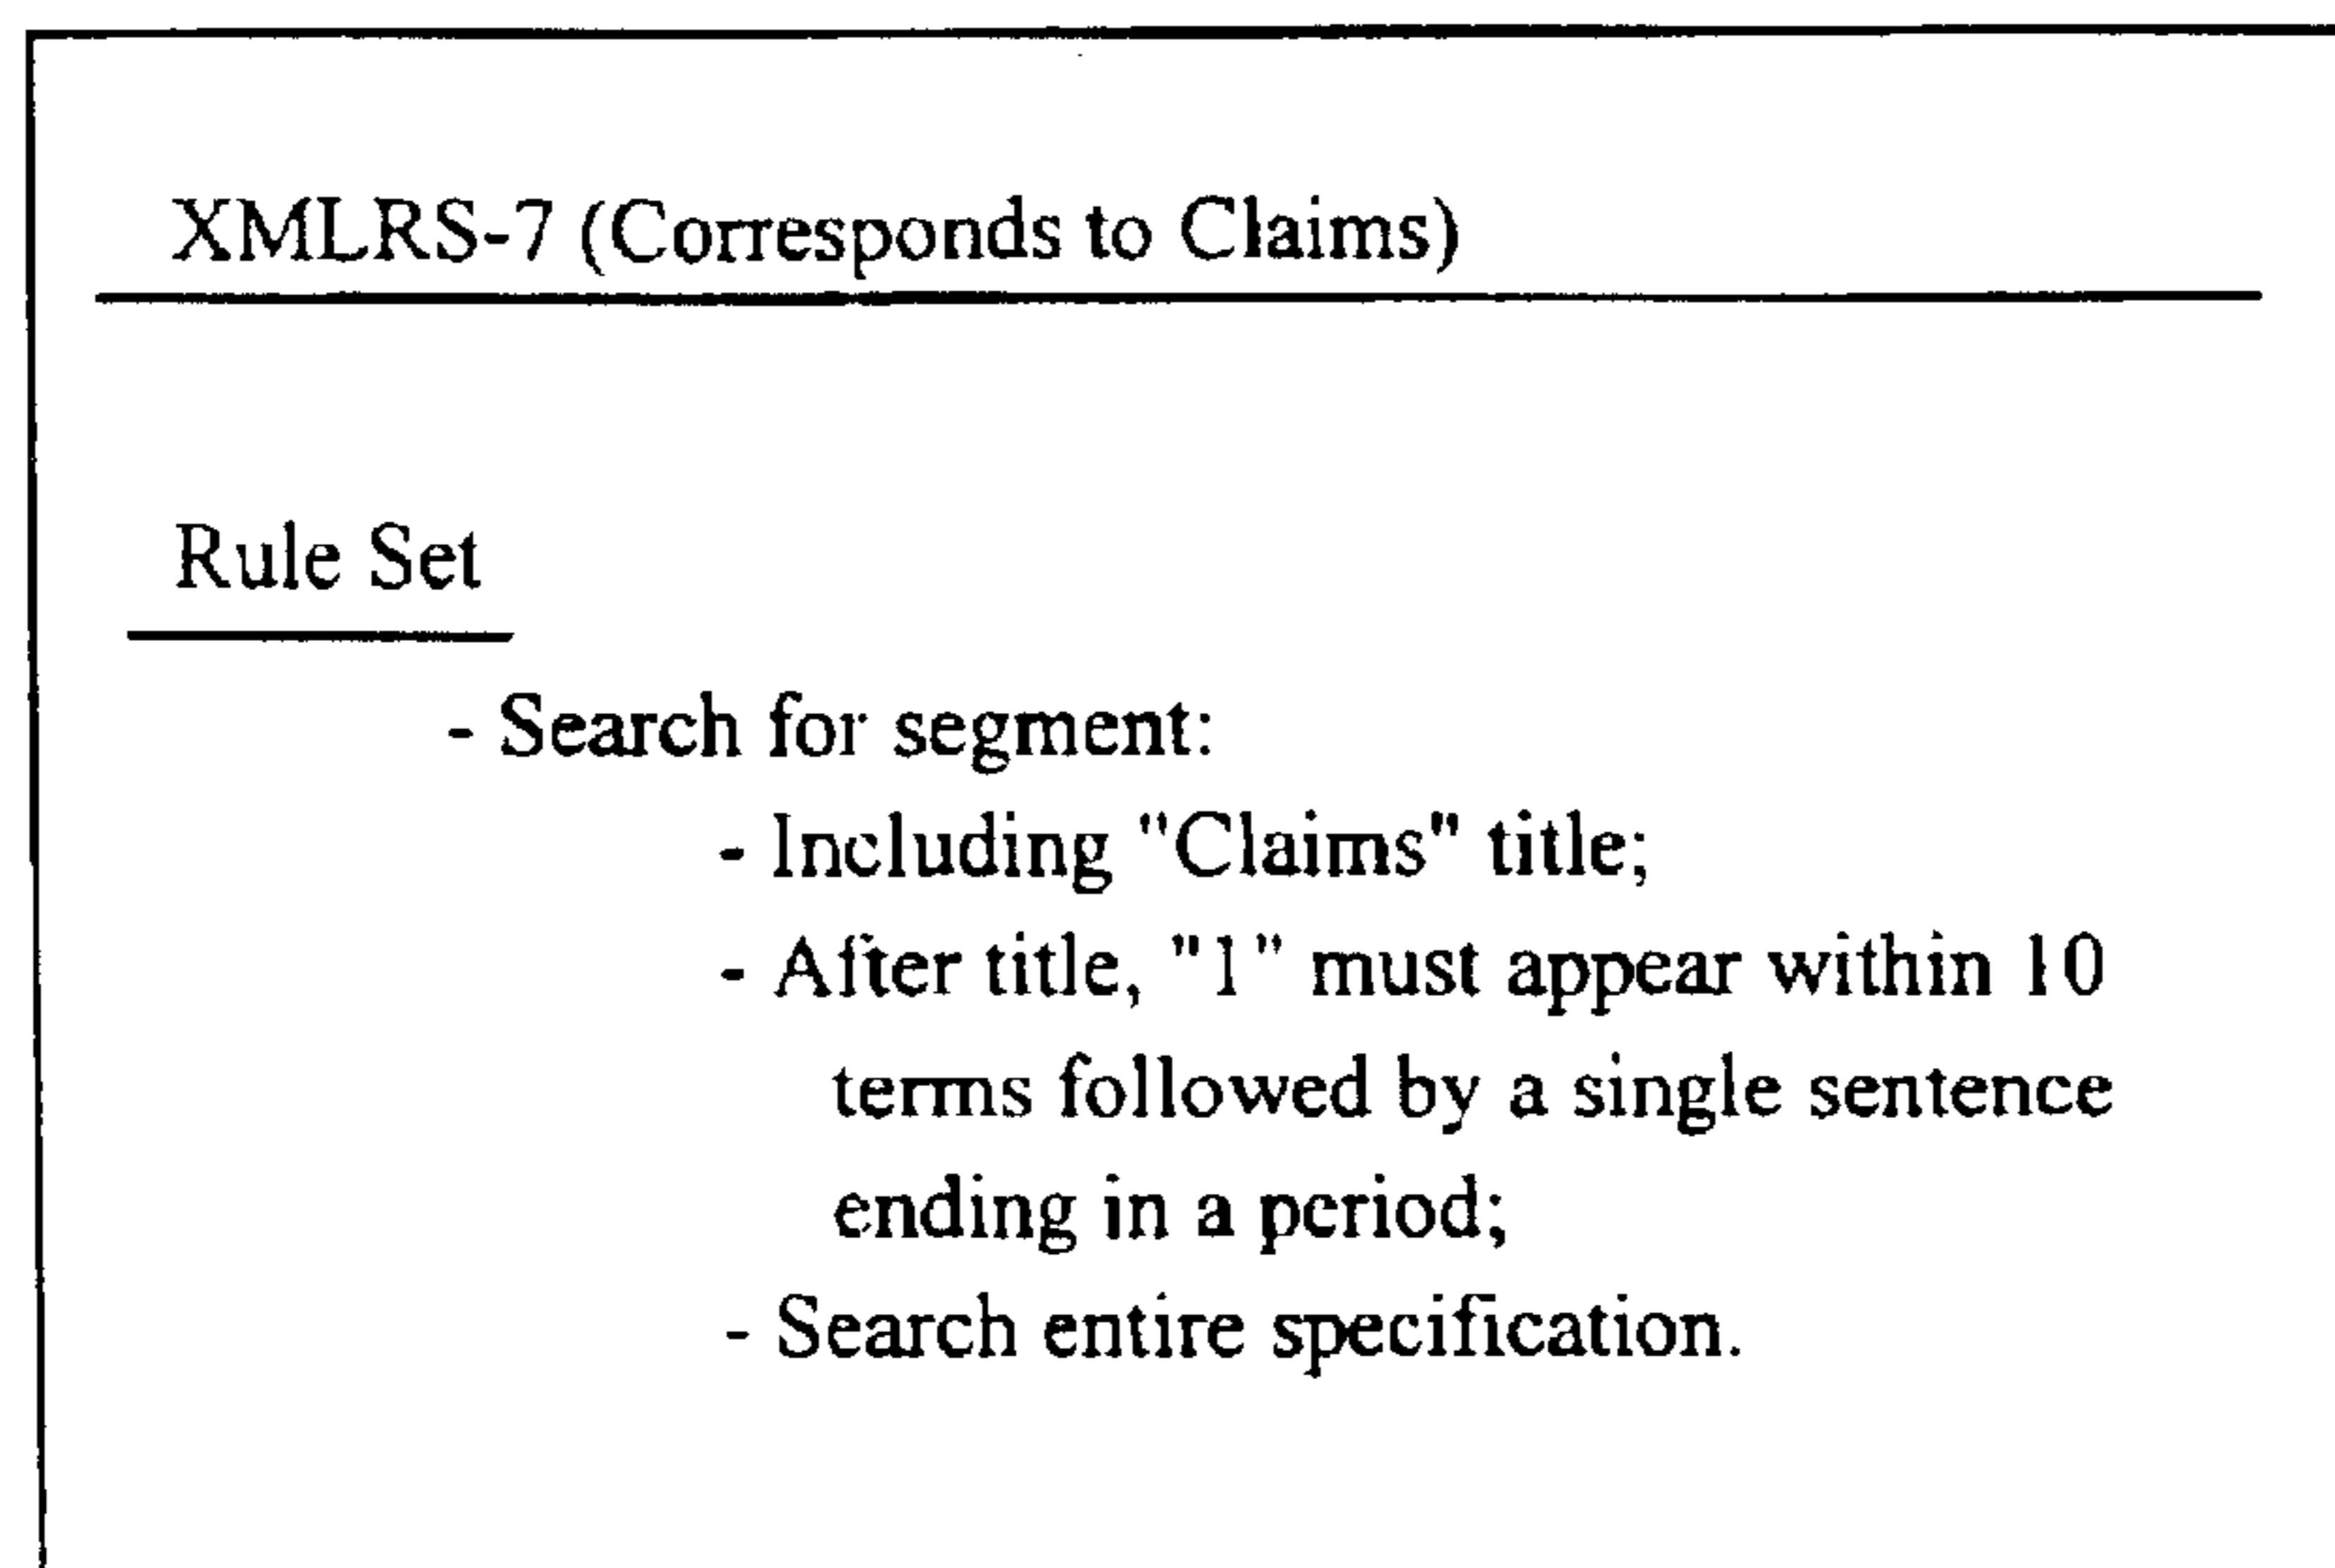 XMLRS-7 (Corresponds to Claims)
Rule Set
- Search for segment:
- Including "Claims" title;
- After title, "1" must appear within 10
terms followed by a single sentence
ending in a period;
- Search entire specification.